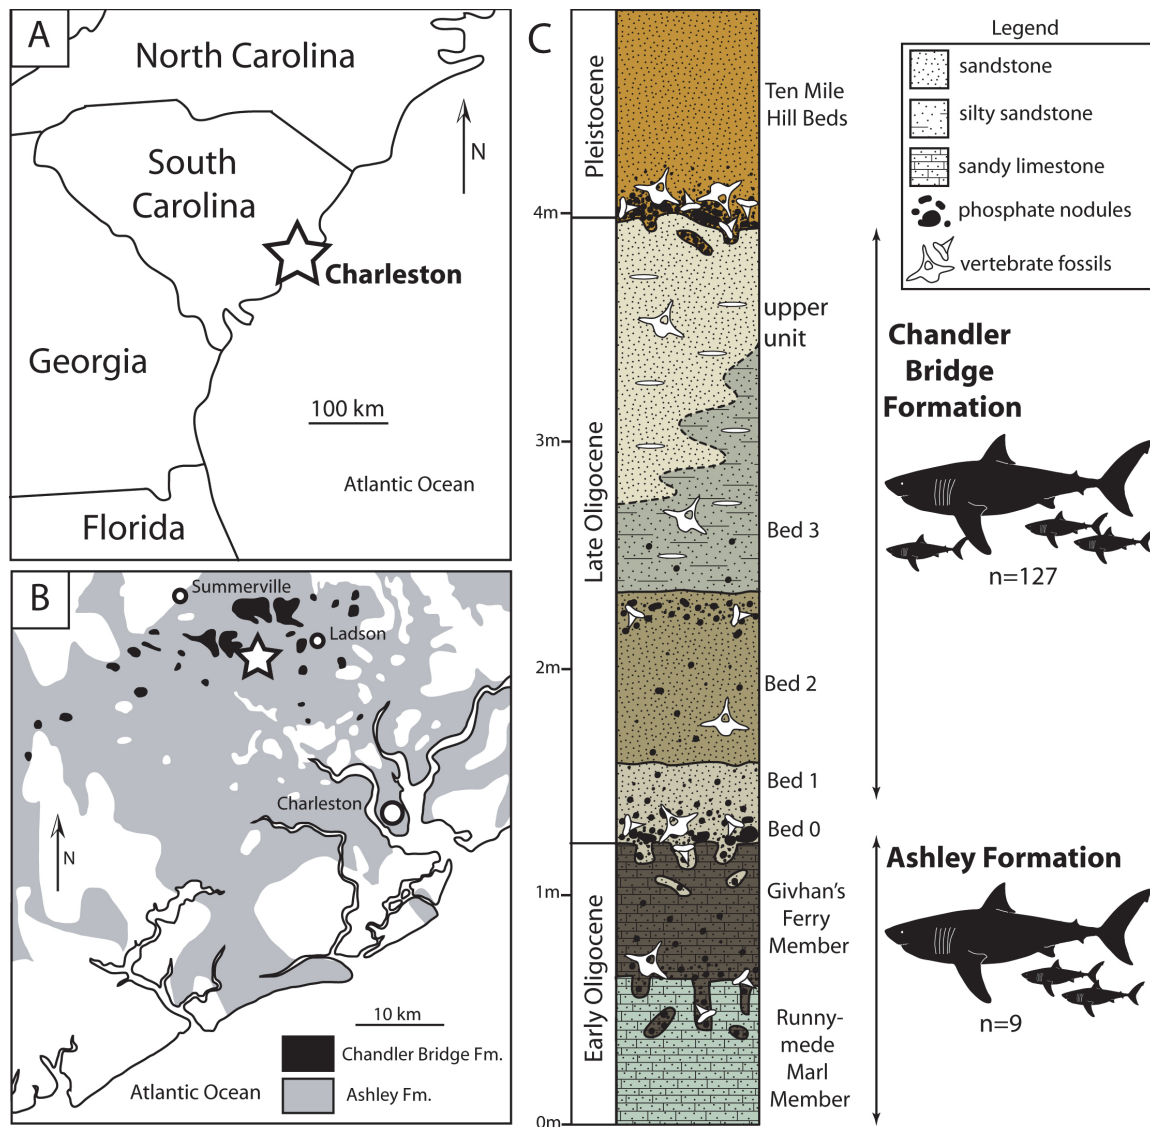 A
North Carolina
South
Carolina
N
Charleston
Georgia
100 km
Atlantic Ocean
Florida
B
Summerville
Ladson
Charleston
N
10 km
Chandler Bridge Fm.
Atlantic Ocean
Ashley Fm.
C
Pleistocene
Late Oligocene
Early Oligocene
4m
3m
2m
1m
0m
Ten Mile
Hill Beds
upper
unit
Bed 3
Bed 2
Bed 1
Bed 0
Givhan's
Ferry
Member
Runny-
mede
Marl
Member
Legend
sandstone
silty sandstone
sandy limestone
phosphate nodules
vertebrate fossils
Chandler
Bridge
Formation
n=127
Ashley Formation
n=9